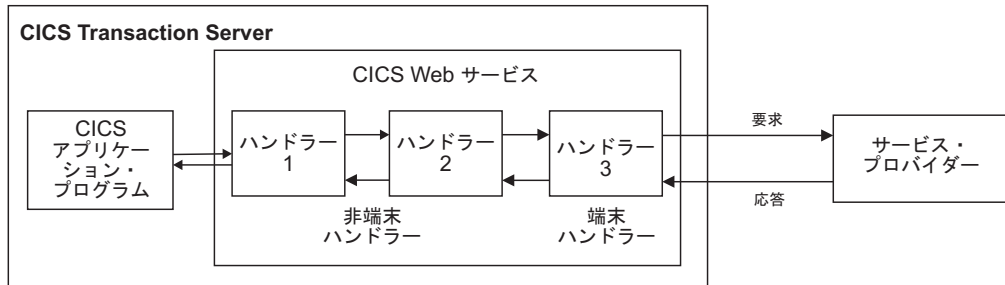 CICS Transaction Server
CICS Web サービス
CICS
アプリケー
ション・
プログラム
ハンドラー
1
ハンドラー
2
ハンドラー
3
要求
サービス・
プロバイダー
応答
非端末
ハンドラー
端末
ハンドラー